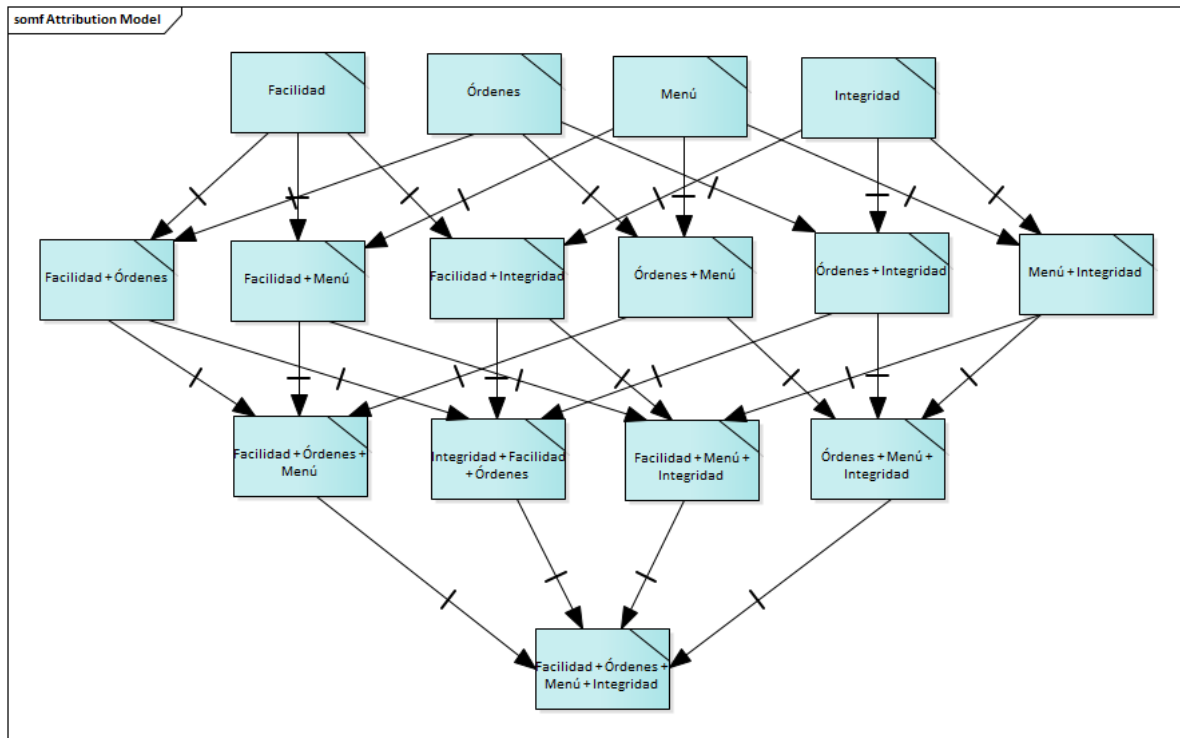 somf Attribution Model
Facilidad
Órdenes
Menú
Integridad
Facilidad + Órdenes
Facilidad + Menú
Facilidad + Integridad
Órdenes + Menú
Órdenes + Integridad
Menú + Integridad
Facilidad + Órdenes +
Menú
Integridad + Facilidad
+ Órdenes
Facilidad + Menú +
Integridad
Órdenes + Menú +
Integridad
Facilidad + Órdenes +
Menú + Integridad